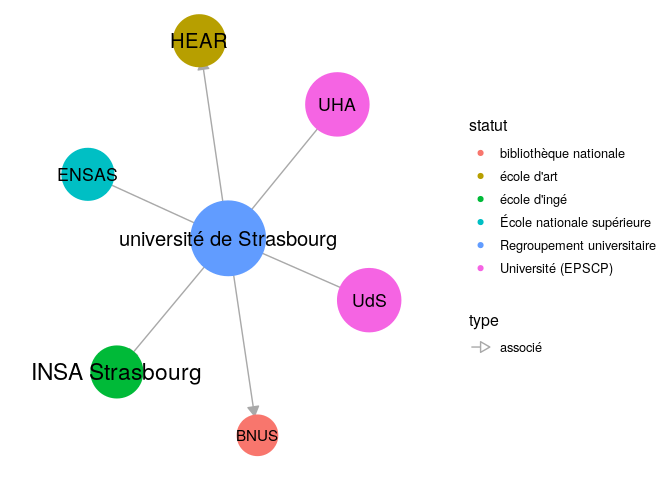 HEAR
UHA
ENSAS
université de Strasbourg
UdS
INSA Strasbourg
BNUS
statut
bibliothèque nationale
école d'art
école d'ingé
École nationale supérieure
Regroupement universitaire
Université (EPSCP)
type
associé